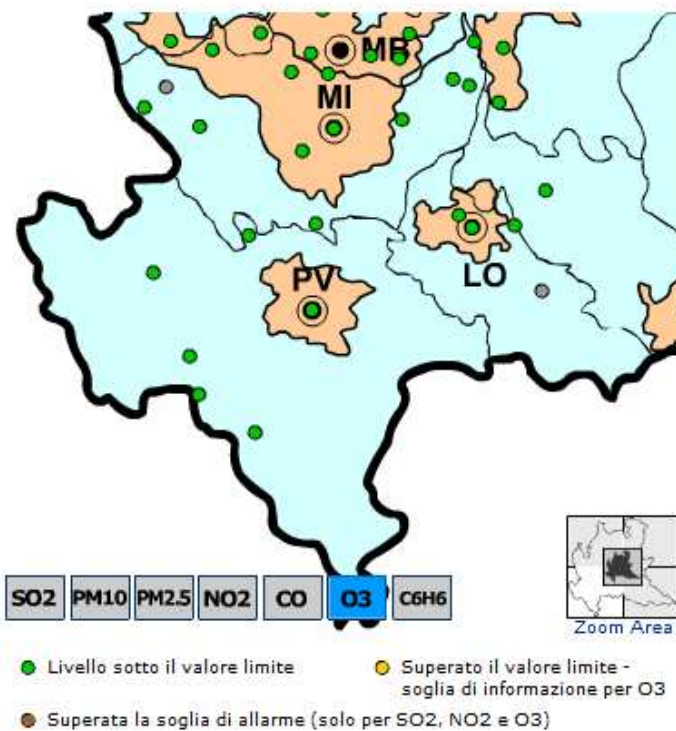 MB
MI
PV
LO
SO2 PM10 PM2.5 NO2 CO O3 C6H6
Zoom Area
Livello sotto il valore limite
Superato il valore limite -
soglia di informazione per O3
Superata la soglia di allarme (solo per SO2, NO2 e O3)